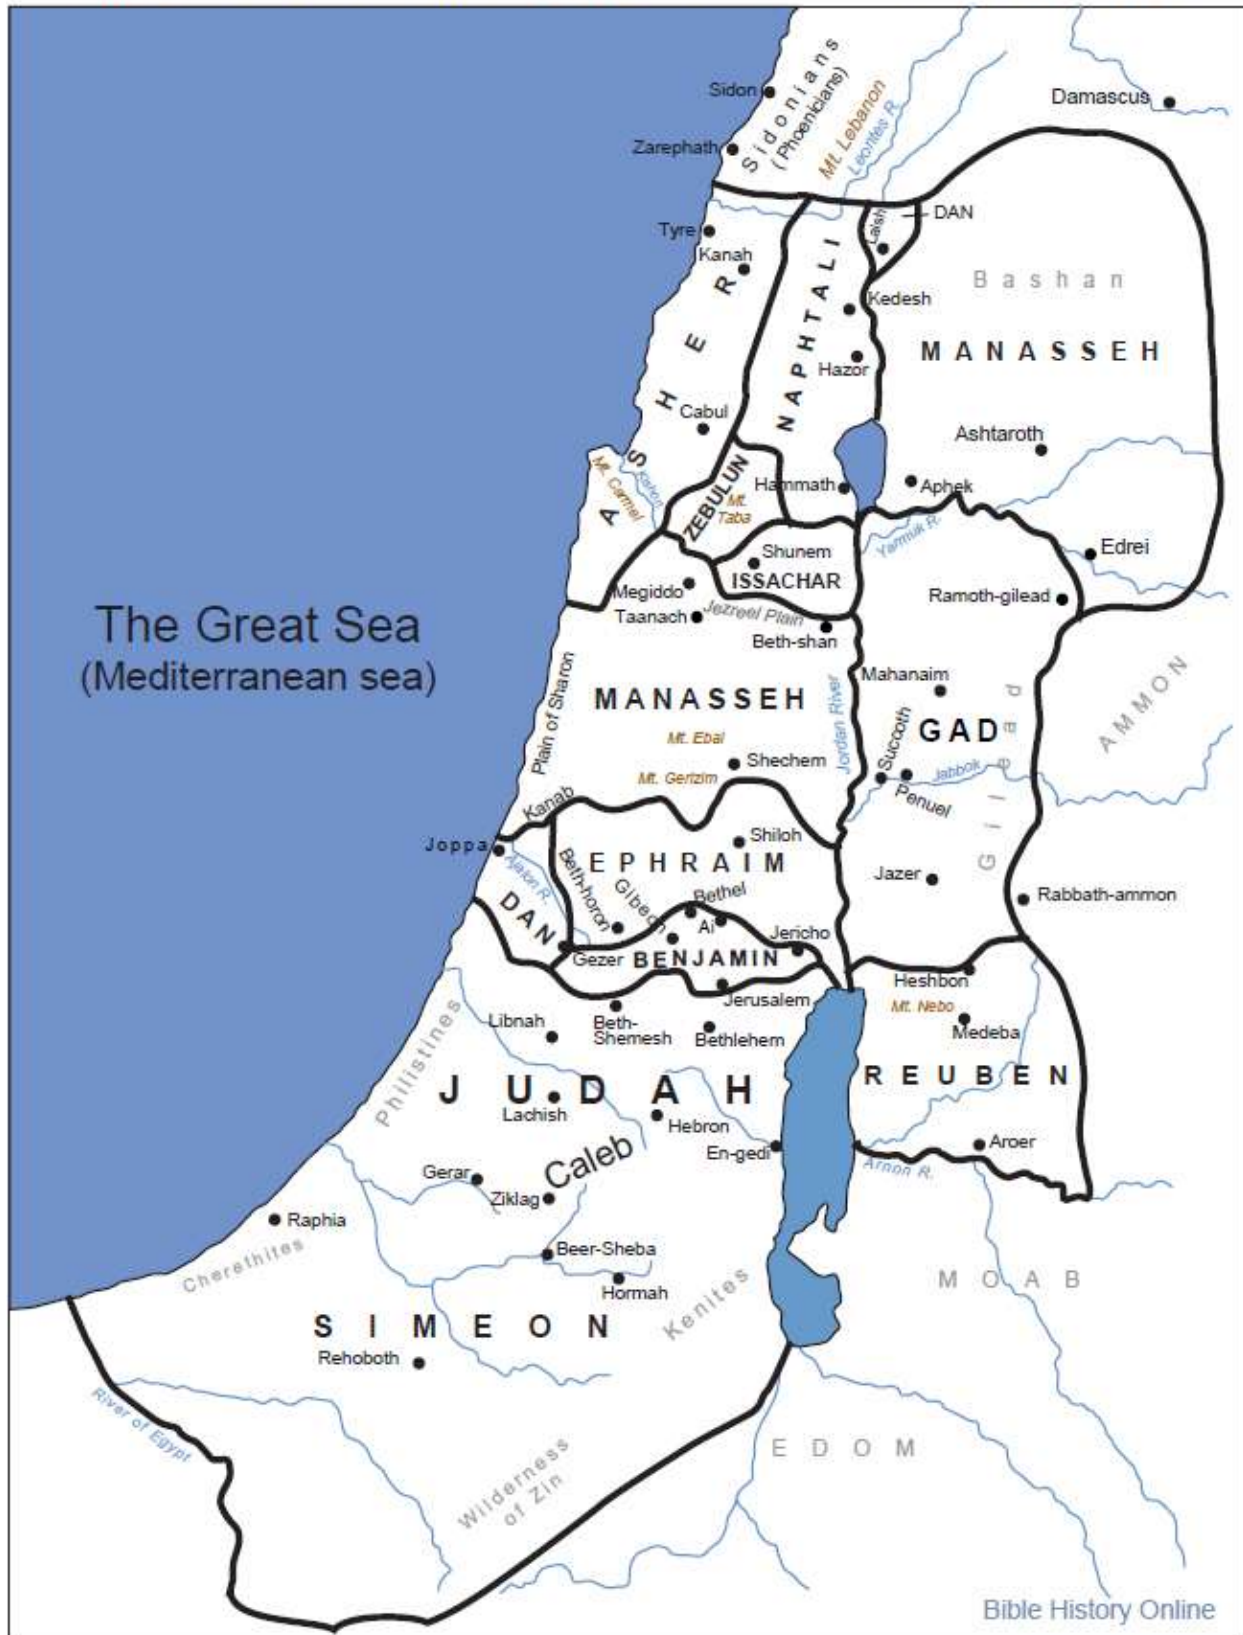 Sidon
Sidonians
(Phoenicians)
Mt. Lebanon
Leontes R.
Damascus
Zarephath
Laish
DAN
Tyre
Kanah
Bashan
NAPHTALI
Kedesh
MANASSEH
Hazor
ASHER
Cabul
Ashtaroth
Mt. Carmel
Kishon
ZEBULUN
Mt.
Taba
Hammath
Aphek
Yarmuk R.
Edrei
Shunem
ISSACHAR
Megiddo
Taanach
Jezreel Plain
Beth-shan
Ramoth-gilead
The Great Sea
(Mediterranean sea)
Plain of Sharon
MANASSEH
Jordan River
Mahanaim
GAD
Gilead
AMMON
Mt. Ebal
Shechem
Mt. Gerizim
Succoth
Jabbok
Penuel
Kanab
Joppa
Ajalon R.
Shiloh
EPHRAIM
Beth-horon
Gibeon
Bethel
Ai
Jazer
Rabbath-ammon
DAN
Gezer
BENJAMIN
Jericho
Heshbon
Jerusalem
Mt. Nebo
Medeba
Philistines
Libnah
Beth-
Shemesh
Bethlehem
REUBEN
JUDAH
Lachish
Hebron
En-gedi
Aroer
Arnon R.
Caleb
Gerar
Ziklag
Raphia
Cherethites
Beer-Sheba
Hormah
Kenites
MOAB
SIMEON
Rehoboth
River of Egypt
EDOM
Wilderness
of Zin
Bible History Online